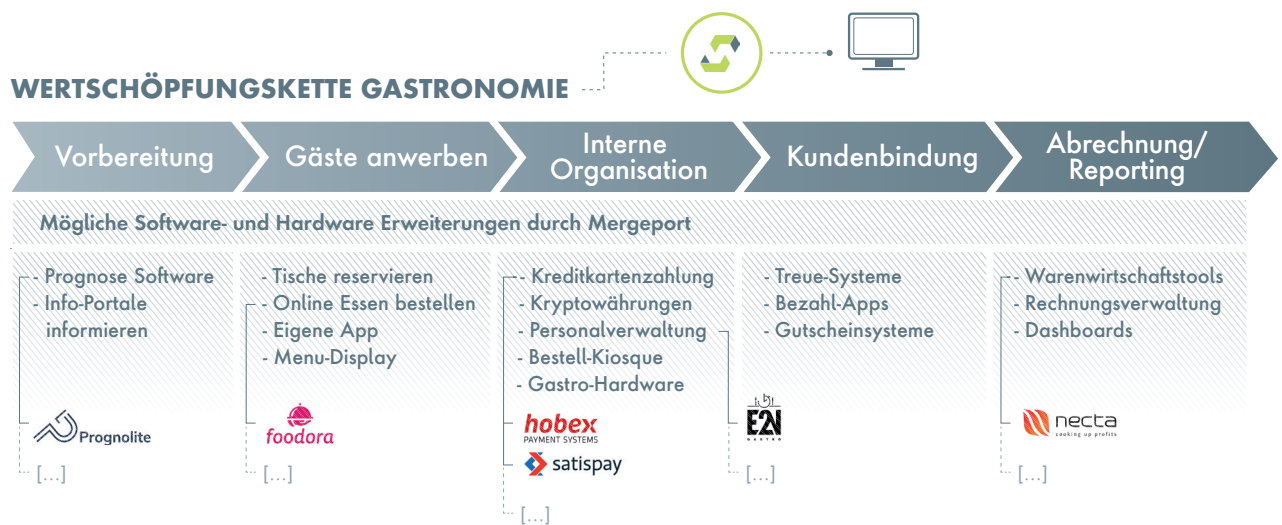 WERTSCHÖPFUNGSKETTE GASTRONOMIE
Vorbereitung
Gäste anwerben
Interne
Organisation
Kundenbindung
Abrechnung/
Reporting
Mögliche Software- und Hardware Erweiterungen durch Mergeport
- Prognose Software
- Info-Portale
informieren
Prognolite
[...]
- Tische reservieren
- Online Essen bestellen
- Eigene App
- Menu-Display
foodora
[...]
- Kreditkartenzahlung
- Kryptowährungen
- Personalverwaltung
- Bestell-Kiosque
- Gastro-Hardware
hobex
PAYMENT SYSTEMS
satispay
[...]
- Treue-Systeme
- Bezahl-Apps
- Gutscheinsysteme
E2N
GASTRO
[...]
- Warenwirtschaftstools
- Rechnungsverwaltung
- Dashboards
necta
cooking up profits
[...]